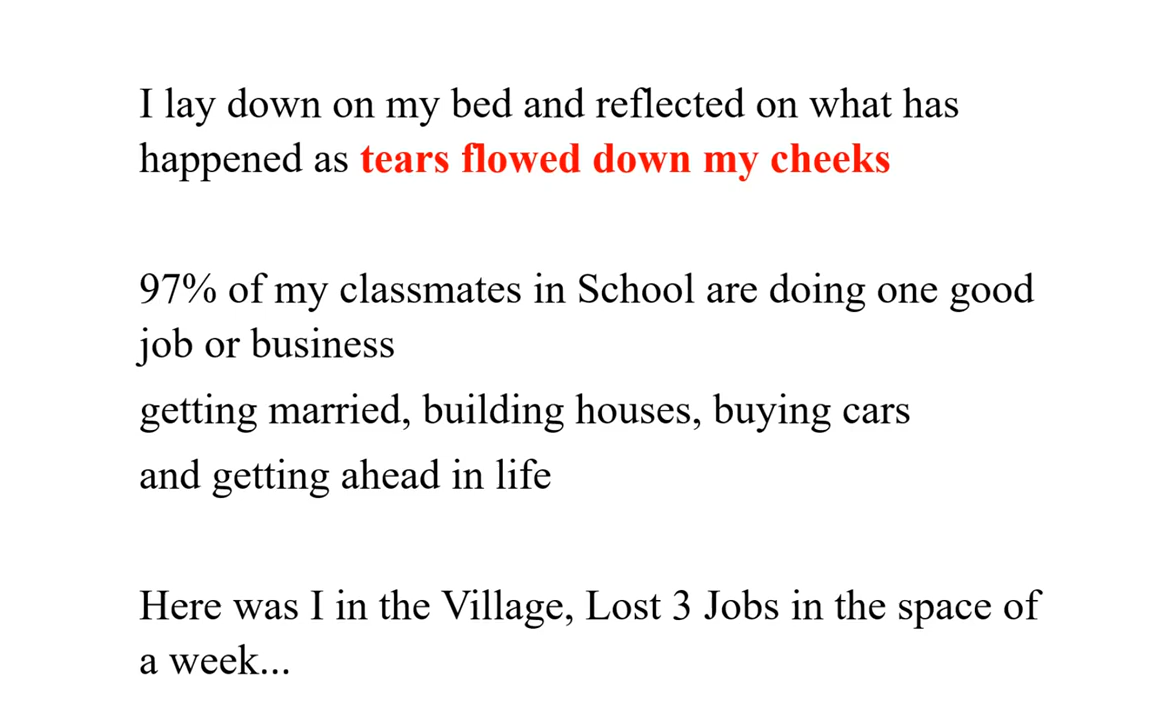 I lay down on my bed and reflected on what has
happened as tears flowed down my cheeks
97% of my classmates in School are doing one good
job or business
getting married, building houses, buying cars
and getting ahead in life
Here was I in the Village, Lost 3 Jobs in the space of
a week...